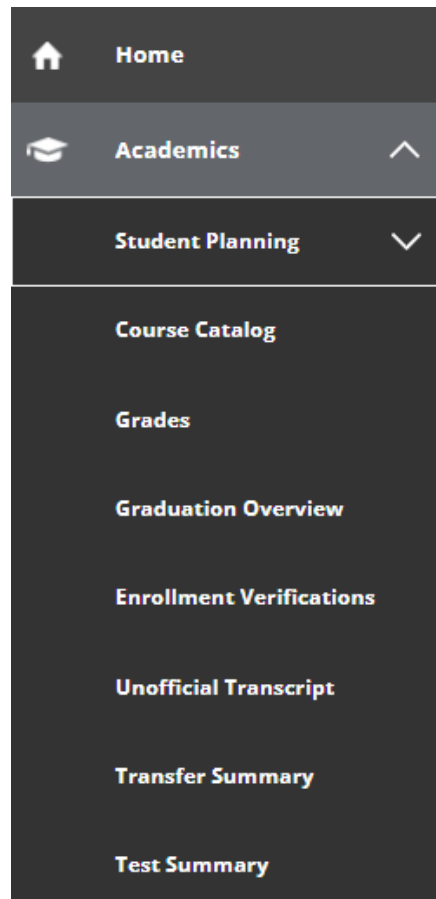 Home
Academics
Student Planning
Course Catalog
Grades
Graduation Overview
Enrollment Verifications
Unofficial Transcript
Transfer Summary
Test Summary